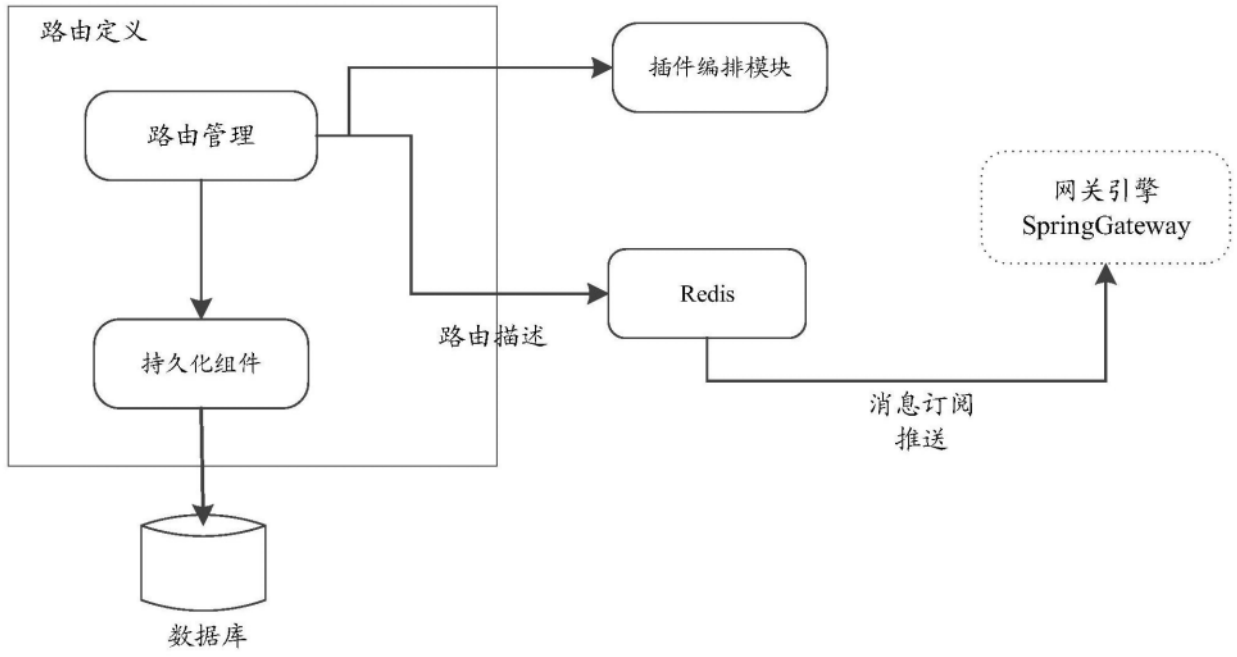 路由定义
插件编排模块
路由管理
网关引擎
SpringGateway
Redis
路由描述
持久化组件
消息订阅
推送
数据库